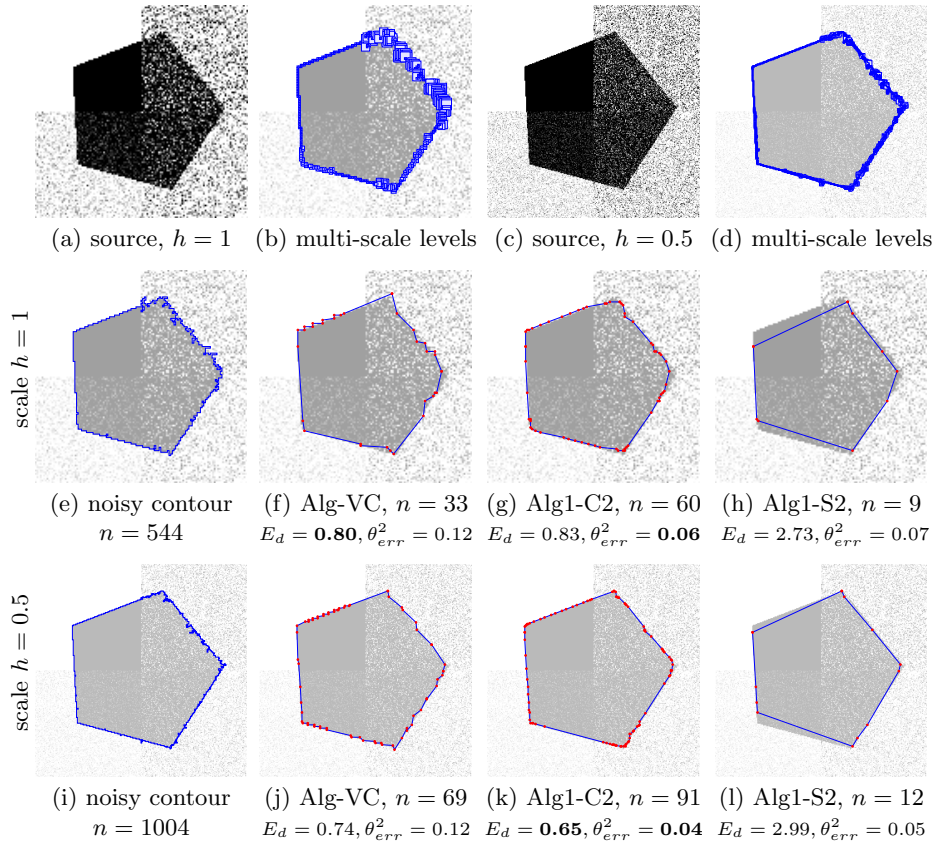 (a) source, h = 1
(b) multi-scale levels
(c) source, h = 0.5
(d) multi-scale levels
scale h = 1
(e) noisy contour
n = 544
(f) Alg-VC, n = 33
E_d = 0.80, θ²_err = 0.12
(g) Alg1-C2, n = 60
E_d = 0.83, θ²_err = 0.06
(h) Alg1-S2, n = 9
E_d = 2.73, θ²_err = 0.07
scale h = 0.5
(i) noisy contour
n = 1004
(j) Alg-VC, n = 69
E_d = 0.74, θ²_err = 0.12
(k) Alg1-C2, n = 91
E_d = 0.65, θ²_err = 0.04
(l) Alg1-S2, n = 12
E_d = 2.99, θ²_err = 0.05